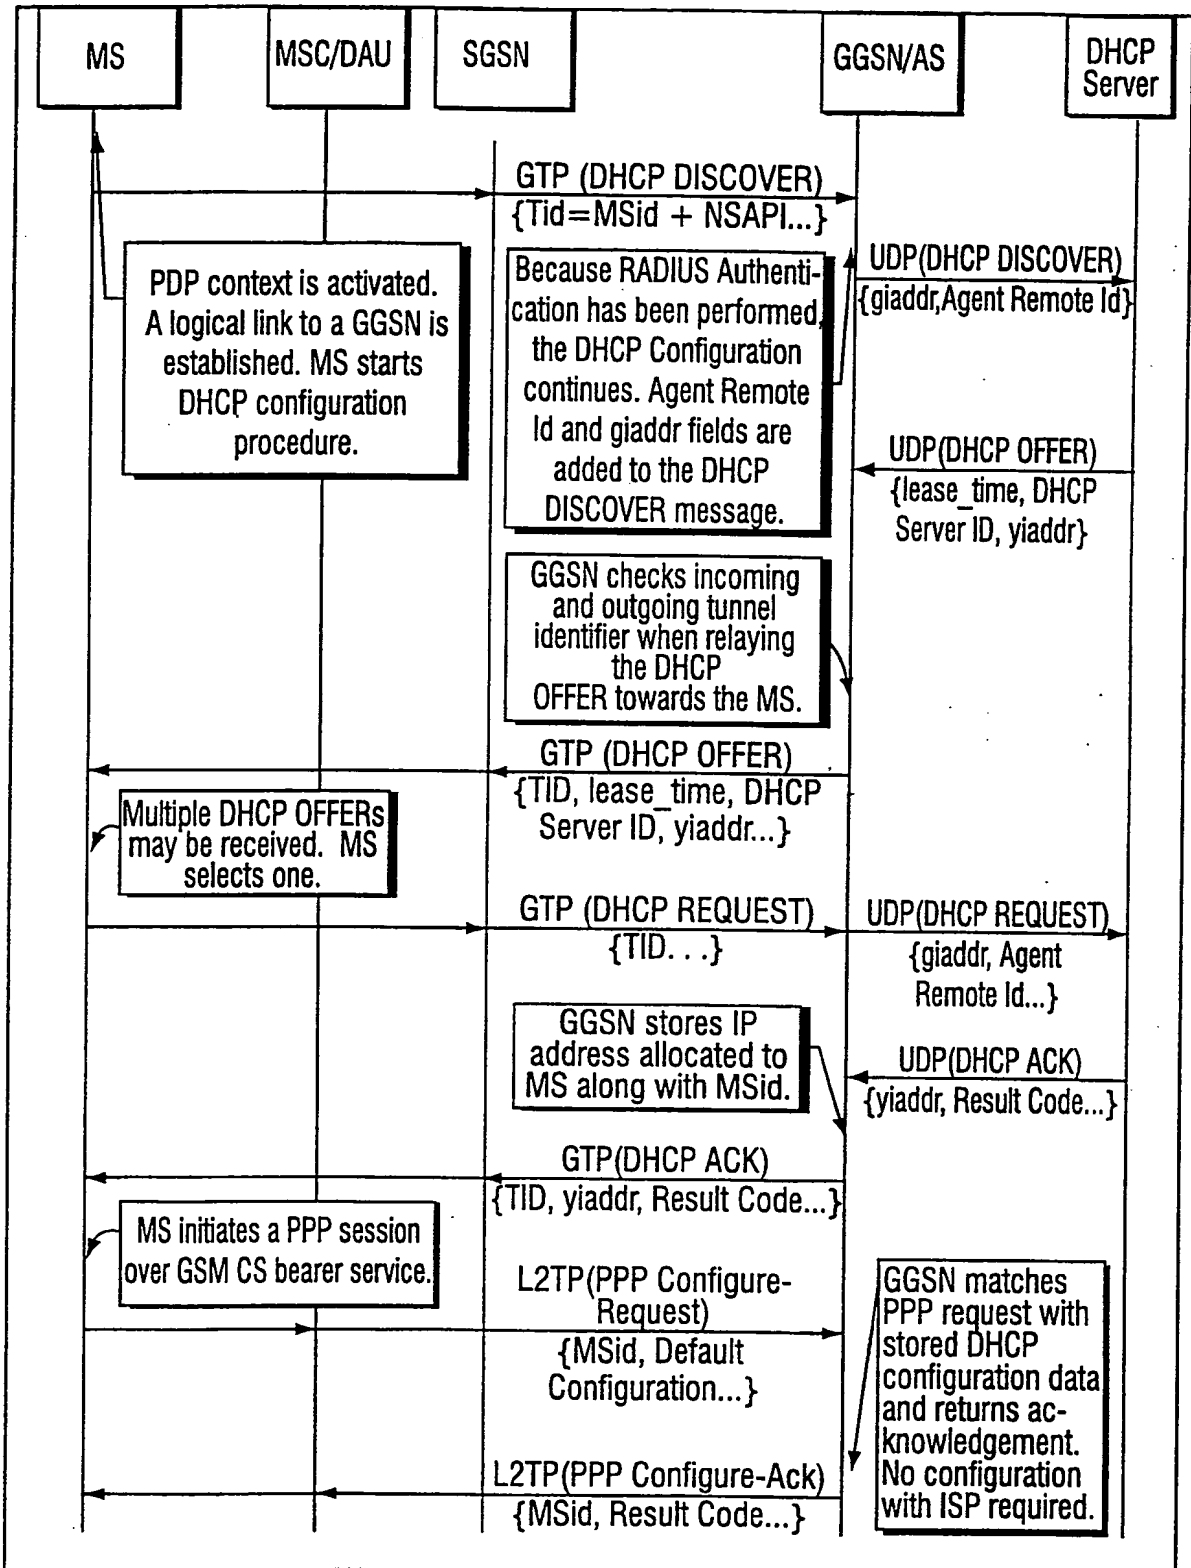 MS
MSC/DAU
SGSN
GGSN/AS
DHCP
Server
GTP (DHCP DISCOVER)
{Tid=MSid + NSAPI...}
PDP context is activated.
A logical link to a GGSN is
established. MS starts
DHCP configuration
procedure.
Because RADIUS Authenti-
cation has been performed,
the DHCP Configuration
continues. Agent Remote
Id and giaddr fields are
added to the DHCP
DISCOVER message.
UDP(DHCP DISCOVER)
{giaddr,Agent Remote Id}
UDP(DHCP OFFER)
{lease_time, DHCP
Server ID, yiaddr}
GGSN checks incoming
and outgoing tunnel
identifier when relaying
the DHCP
OFFER towards the MS.
GTP (DHCP OFFER)
{TID, lease_time, DHCP
Server ID, yiaddr...}
Multiple DHCP OFFERs
may be received. MS
selects one.
GTP (DHCP REQUEST)
{TID. . .}
UDP(DHCP REQUEST)
{giaddr, Agent
Remote Id...}
GGSN stores IP
address allocated to
MS along with MSid.
UDP(DHCP ACK)
{yiaddr, Result Code...}
GTP(DHCP ACK)
{TID, yiaddr, Result Code...}
MS initiates a PPP session
over GSM CS bearer service.
L2TP(PPP Configure-
Request)
{MSid, Default
Configuration...}
GGSN matches
PPP request with
stored DHCP
configuration data
and returns ac-
knowledgement.
No configuration
with ISP required.
L2TP(PPP Configure-Ack)
{MSid, Result Code...}